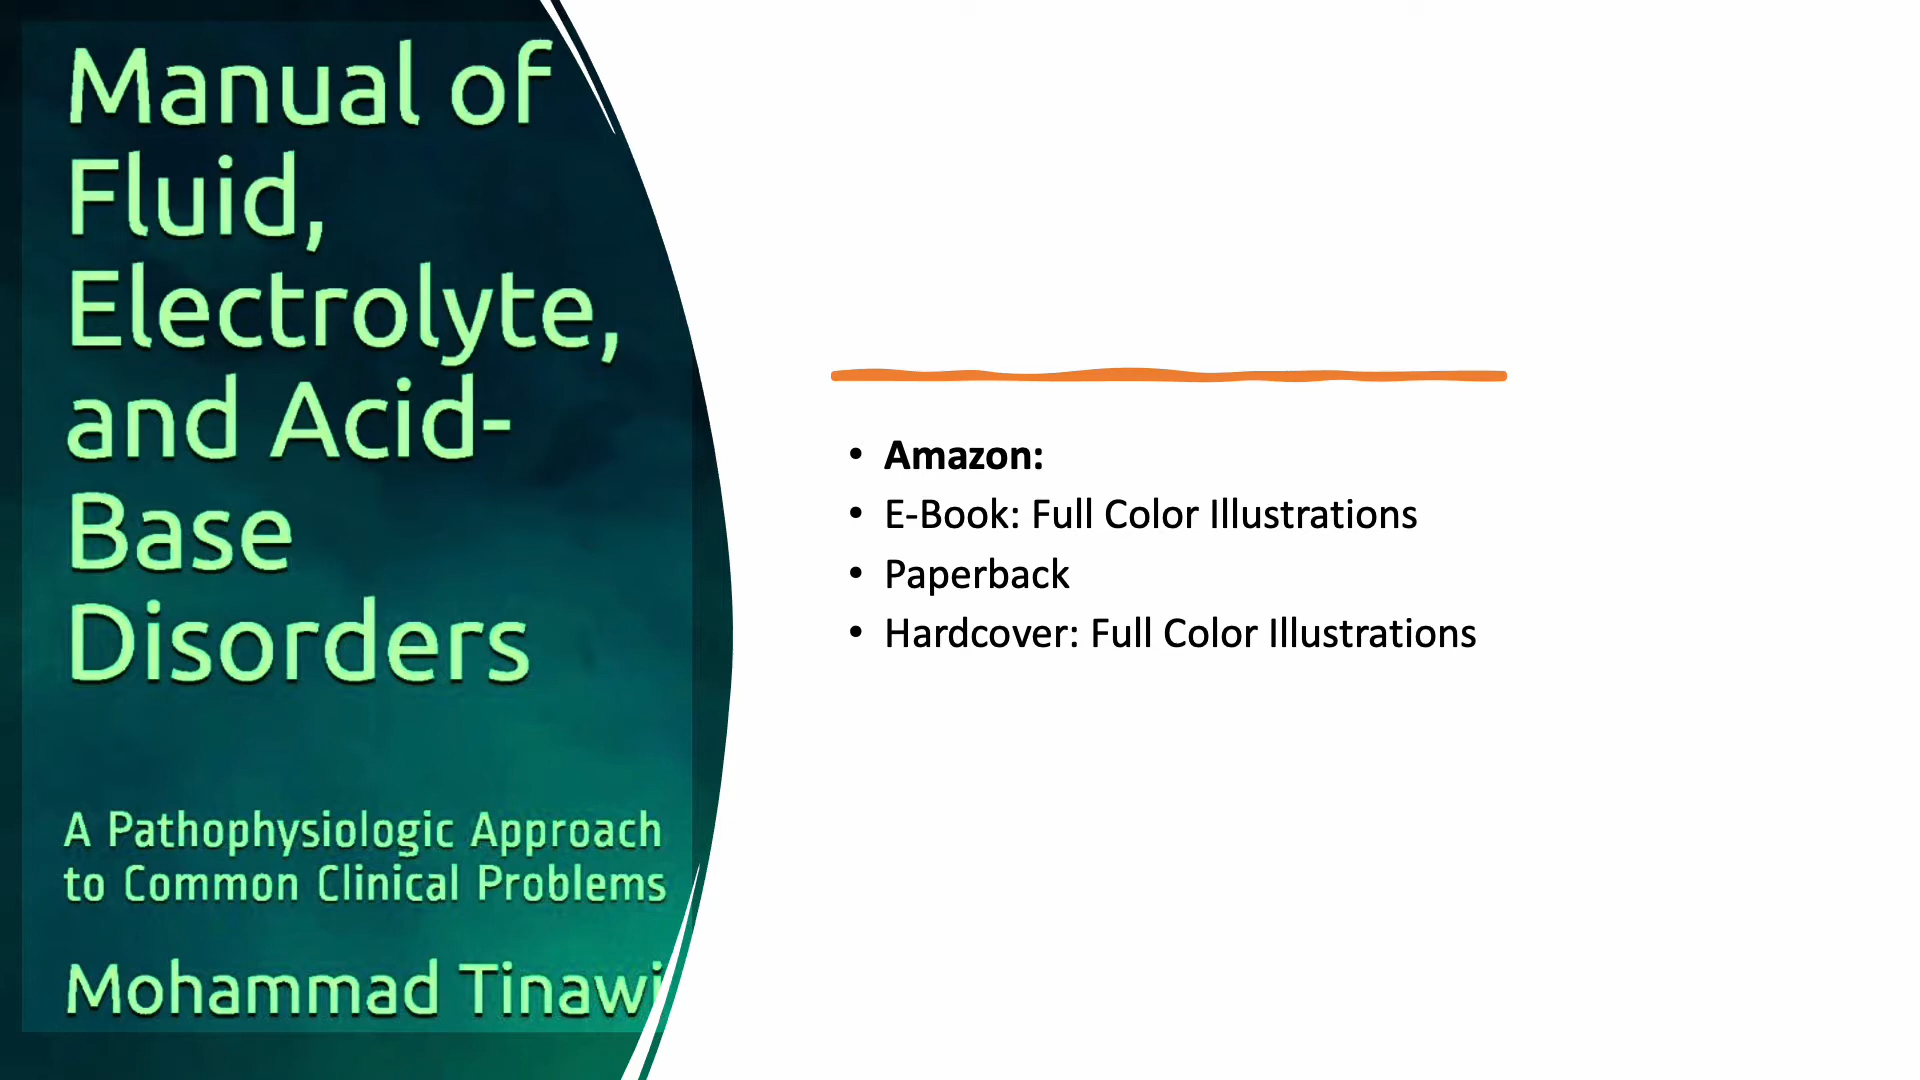 Manual of
Fluid,
Electrolyte,
and Acid-
Base
Disorders
A Pathophysiologic Approach
to Common Clinical Problems
Mohammad Tinawi
• Amazon:
• E-Book: Full Color Illustrations
• Paperback
• Hardcover: Full Color Illustrations